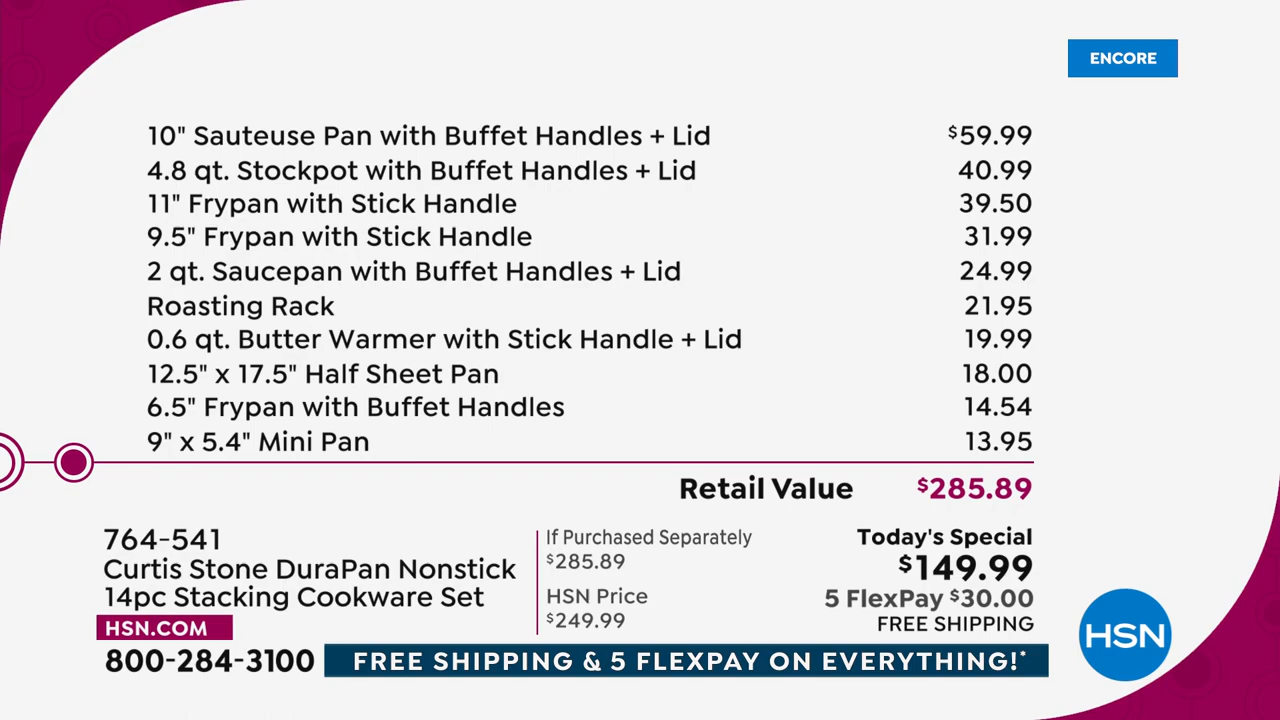 ENCORE
10" Sauteuse Pan with Buffet Handles + Lid $59.99
4.8 qt. Stockpot with Buffet Handles + Lid 40.99
11" Frypan with Stick Handle 39.50
9.5" Frypan with Stick Handle 31.99
2 qt. Saucepan with Buffet Handles + Lid 24.99
Roasting Rack 21.95
0.6 qt. Butter Warmer with Stick Handle + Lid 19.99
12.5" x 17.5" Half Sheet Pan 18.00
6.5" Frypan with Buffet Handles 14.54
9" x 5.4" Mini Pan 13.95
Retail Value $285.89
764-541
Curtis Stone DuraPan Nonstick
14pc Stacking Cookware Set
HSN.COM
800-284-3100
If Purchased Separately
$285.89
HSN Price
$249.99
Today's Special
$149.99
5 FlexPay $30.00
FREE SHIPPING
FREE SHIPPING & 5 FLEXPAY ON EVERYTHING!*
HSN